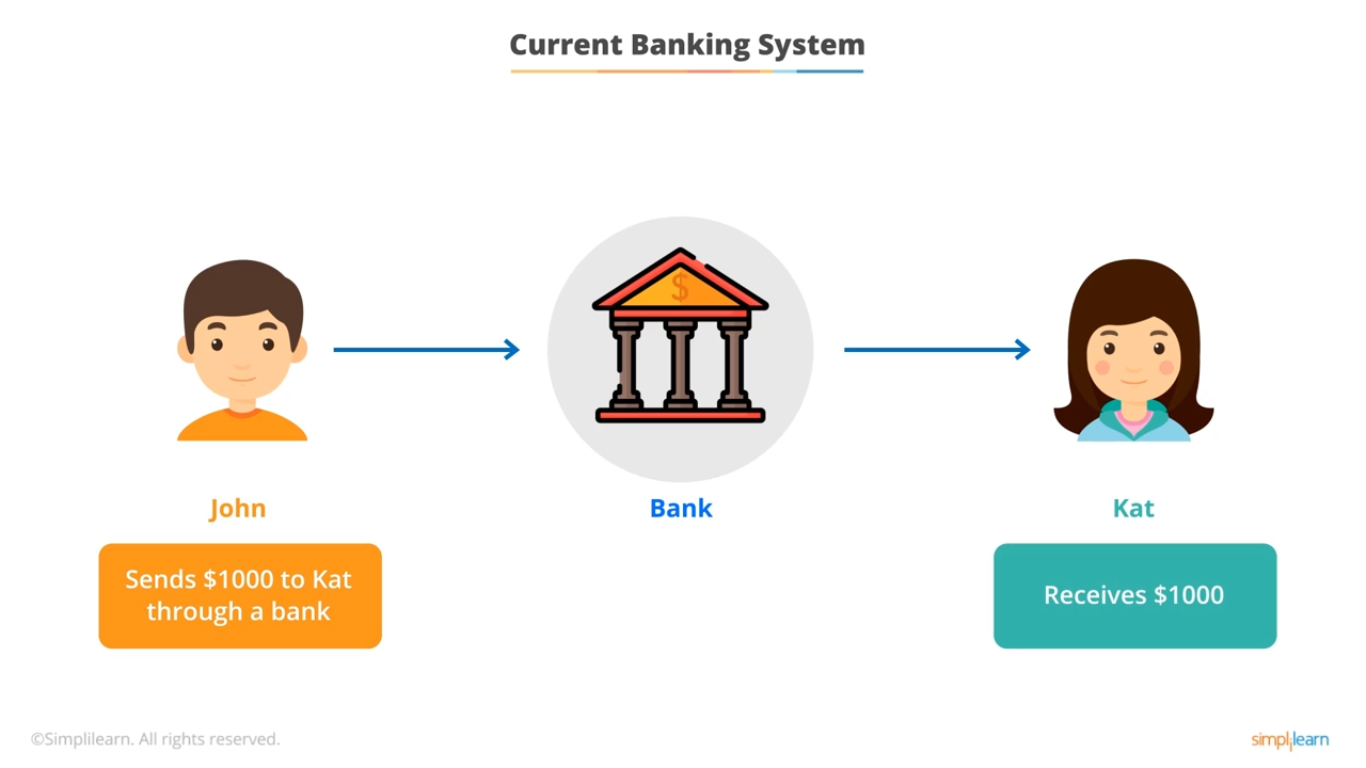 Current Banking System
$
John
Bank
Kat
Sends $1000 to Kat
through a bank
Receives $1000
©Simplilearn. All rights reserved.
simplilearn